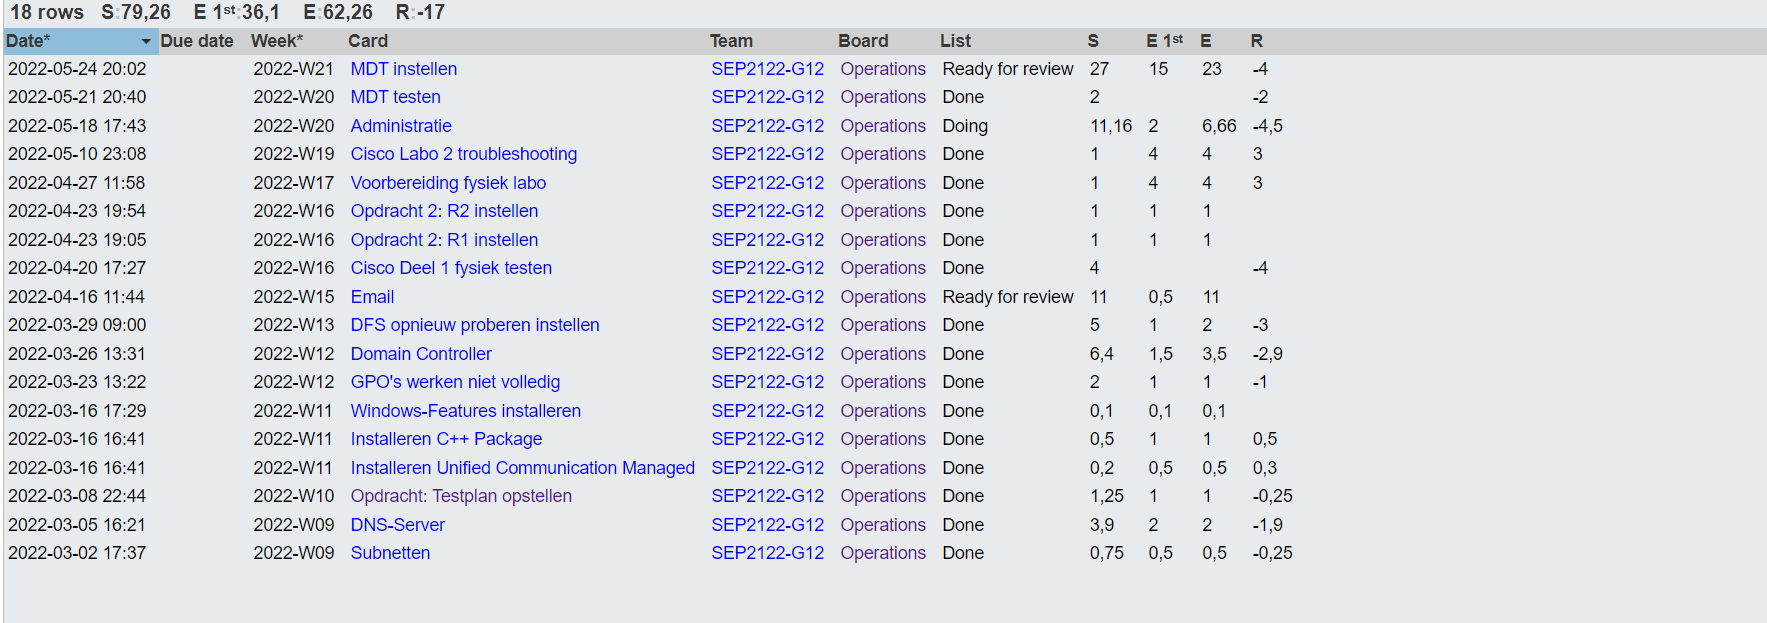 18 rows S:79,26 E 1st:36,1 E:62,26 R:-17
Date* Due date Week* Card Team Board List S E 1st E R
2022-05-24 20:02 2022-W21 MDT instellen SEP2122-G12 Operations Ready for review 27 15 23 -4
2022-05-21 20:40 2022-W20 MDT testen SEP2122-G12 Operations Done 2 -2
2022-05-18 17:43 2022-W20 Administratie SEP2122-G12 Operations Doing 11,16 2 6,66 -4,5
2022-05-10 23:08 2022-W19 Cisco Labo 2 troubleshooting SEP2122-G12 Operations Done 1 4 4 3
2022-04-27 11:58 2022-W17 Voorbereiding fysiek labo SEP2122-G12 Operations Done 1 4 4 3
2022-04-23 19:54 2022-W16 Opdracht 2: R2 instellen SEP2122-G12 Operations Done 1 1 1
2022-04-23 19:05 2022-W16 Opdracht 2: R1 instellen SEP2122-G12 Operations Done 1 1 1
2022-04-20 17:27 2022-W16 Cisco Deel 1 fysiek testen SEP2122-G12 Operations Done 4 -4
2022-04-16 11:44 2022-W15 Email SEP2122-G12 Operations Ready for review 11 0,5 11
2022-03-29 09:00 2022-W13 DFS opnieuw proberen instellen SEP2122-G12 Operations Done 5 1 2 -3
2022-03-26 13:31 2022-W12 Domain Controller SEP2122-G12 Operations Done 6,4 1,5 3,5 -2,9
2022-03-23 13:22 2022-W12 GPO's werken niet volledig SEP2122-G12 Operations Done 2 1 1 -1
2022-03-16 17:29 2022-W11 Windows-Features installeren SEP2122-G12 Operations Done 0,1 0,1 0,1
2022-03-16 16:41 2022-W11 Installeren C++ Package SEP2122-G12 Operations Done 0,5 1 1 0,5
2022-03-16 16:41 2022-W11 Installeren Unified Communication Managed SEP2122-G12 Operations Done 0,2 0,5 0,5 0,3
2022-03-08 22:44 2022-W10 Opdracht: Testplan opstellen SEP2122-G12 Operations Done 1,25 1 1 -0,25
2022-03-05 16:21 2022-W09 DNS-Server SEP2122-G12 Operations Done 3,9 2 2 -1,9
2022-03-02 17:37 2022-W09 Subnetten SEP2122-G12 Operations Done 0,75 0,5 0,5 -0,25